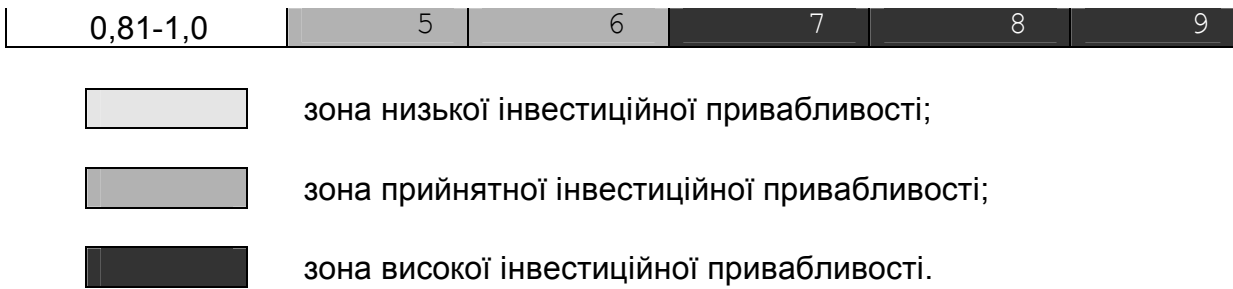 0,81-1,0 5 6 7 8 9
зона низької інвестиційної привабливості;
зона прийнятної інвестиційної привабливості;
зона високої інвестиційної привабливості.